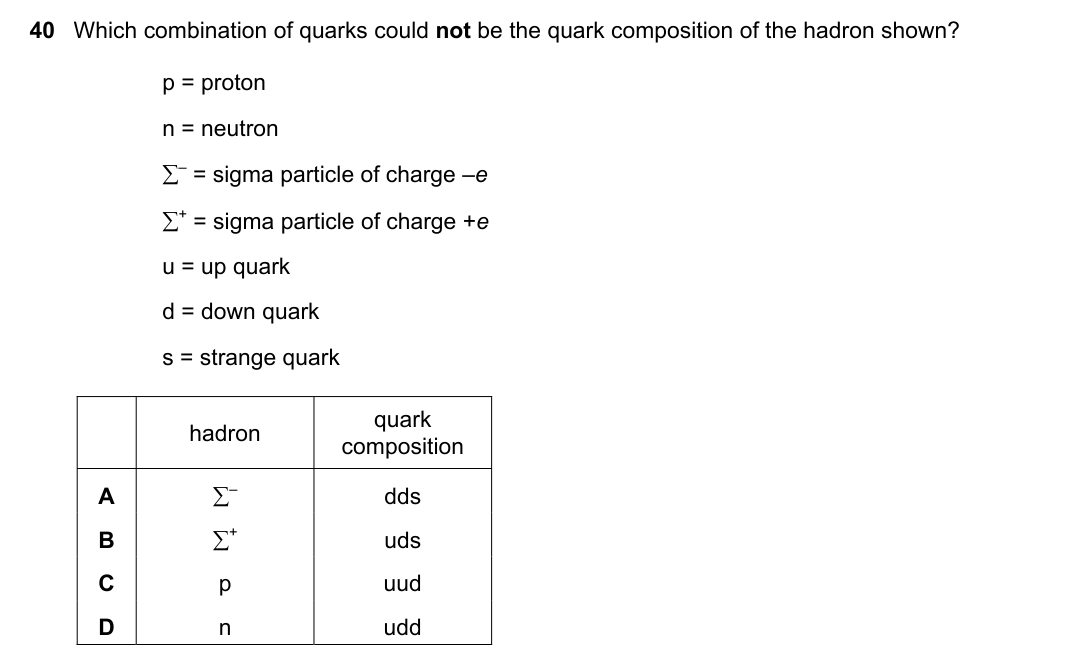 40 Which combination of quarks could not be the quark composition of the hadron shown?
p = proton
n = neutron
Σ⁻ = sigma particle of charge –e
Σ⁺ = sigma particle of charge +e
u = up quark
d = down quark
s = strange quark
hadron quark composition
A Σ⁻ dds
B Σ⁺ uds
C p uud
D n udd